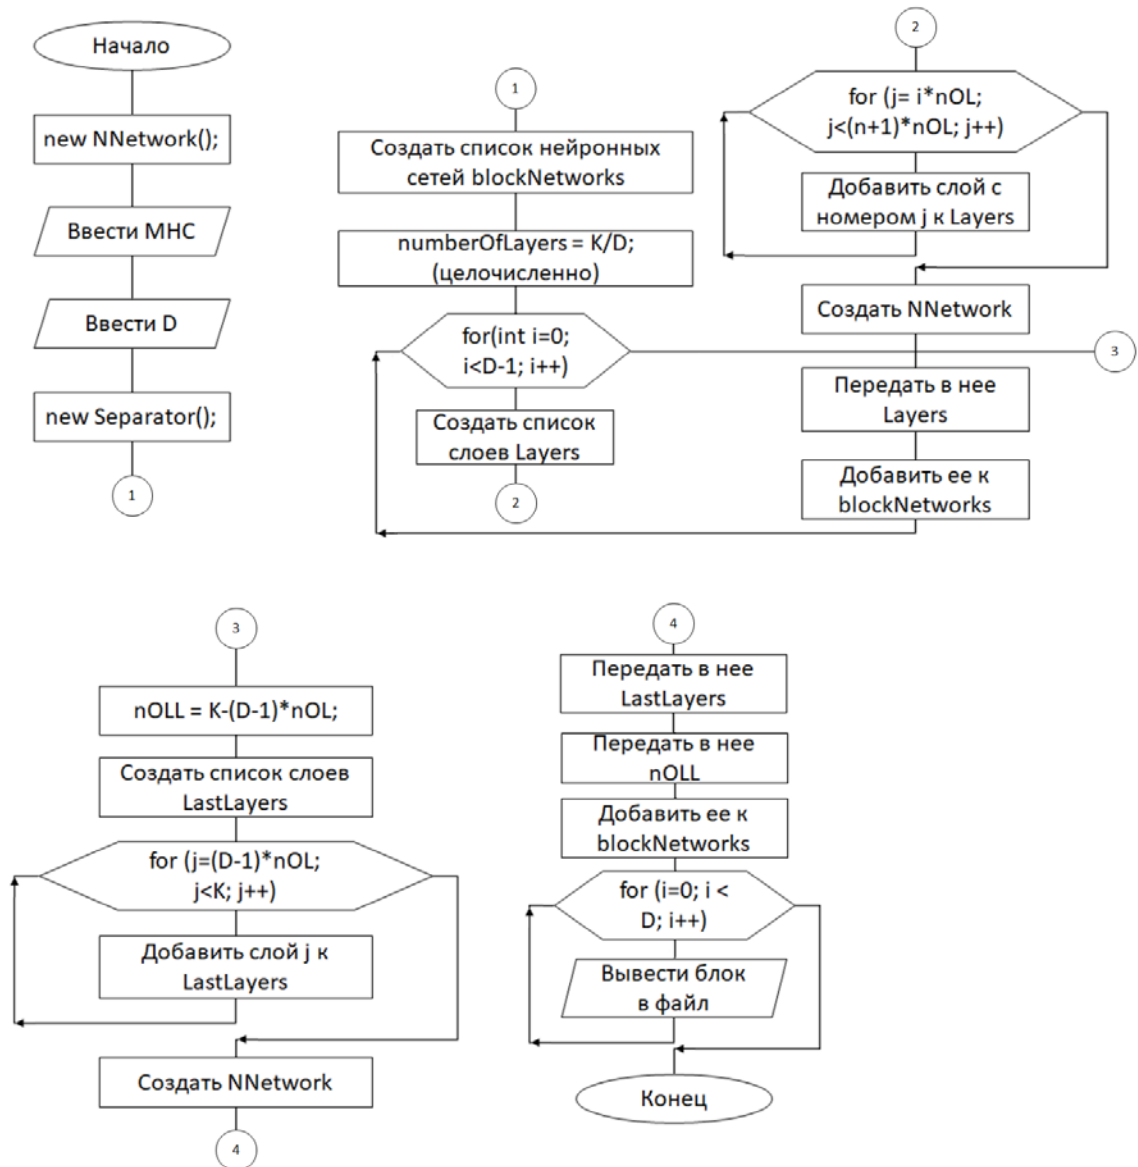 Начало
new NNetwork();
Ввести МНС
Ввести D
new Separator();
1
1
Создать список нейронных
сетей blockNetworks
numberOfLayers = K/D;
(целочисленно)
for(int i=0;
i<D-1; i++)
Создать список
слоев Layers
2
2
for (j= i*nOL;
j<(n+1)*nOL; j++)
Добавить слой с
номером j к Layers
Создать NNetwork
3
Передать в нее
Layers
Добавить ее к
blockNetworks
3
nOLL = K-(D-1)*nOL;
Создать список слоев
LastLayers
for (j=(D-1)*nOL;
j<K; j++)
Добавить слой j к
LastLayers
Создать NNetwork
4
4
Передать в нее
LastLayers
Передать в нее
nOLL
Добавить ее к
blockNetworks
for (i=0; i <
D; i++)
Вывести блок
в файл
Конец